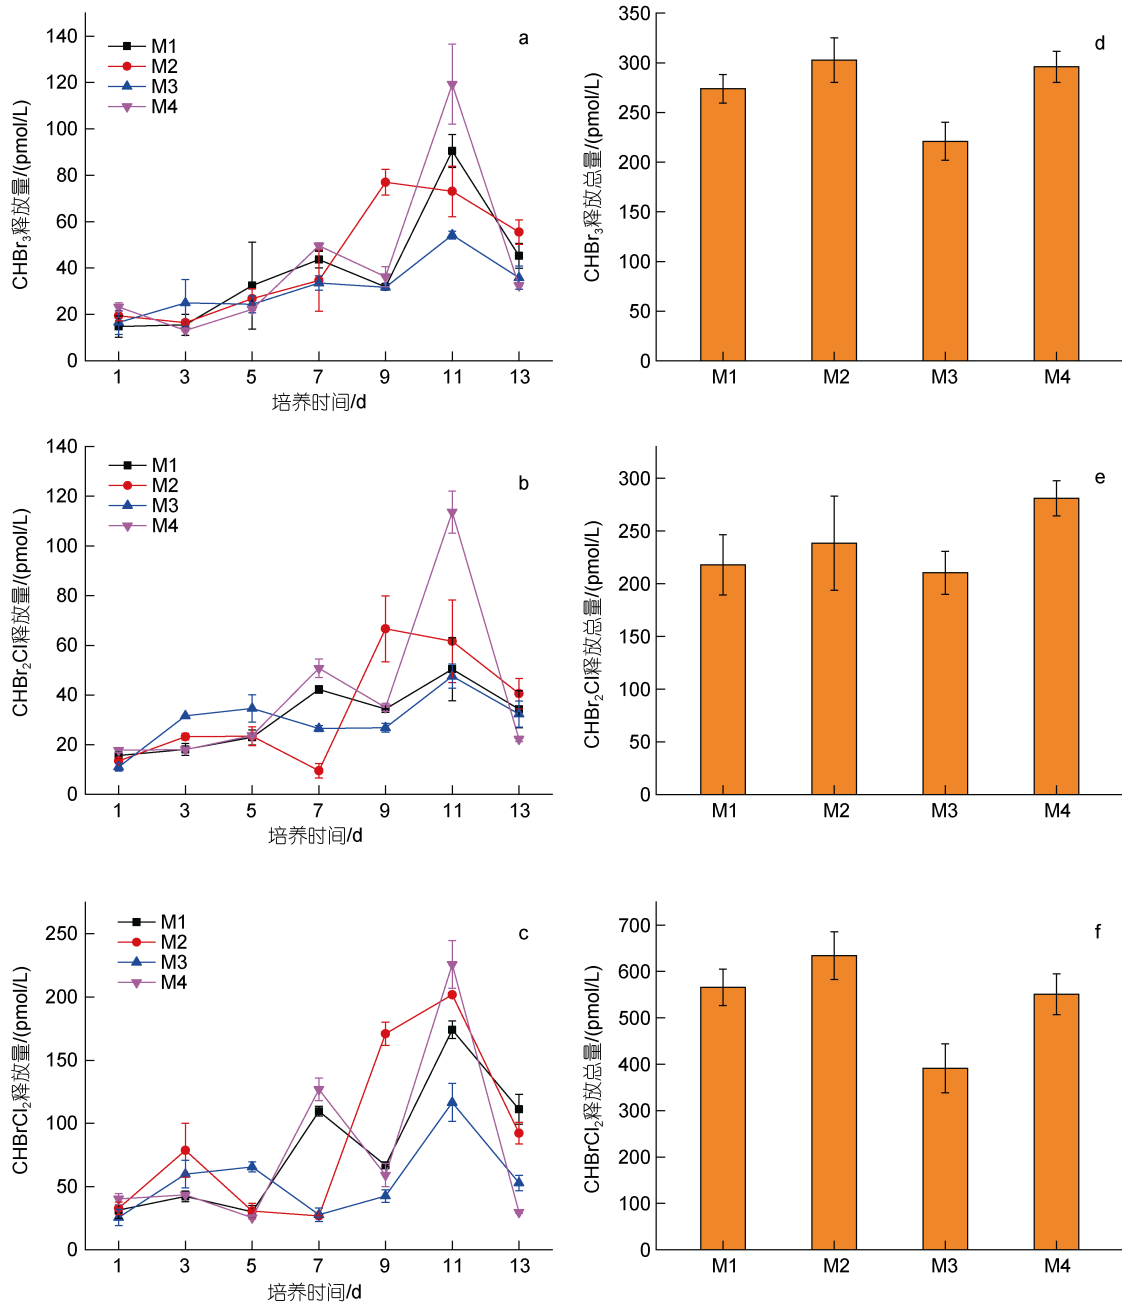 a
M1
M2
M3
M4
CHBr₃释放量/(pmol/L)
140
120
100
80
60
40
20
0
1 3 5 7 9 11 13
培养时间/d
d
CHBr₃释放总量/(pmol/L)
350
300
250
200
150
100
50
0
M1 M2 M3 M4
b
M1
M2
M3
M4
CHBr₂Cl释放量/(pmol/L)
140
120
100
80
60
40
20
0
1 3 5 7 9 11 13
培养时间/d
e
CHBr₂Cl释放总量/(pmol/L)
300
250
200
150
100
50
0
M1 M2 M3 M4
c
M1
M2
M3
M4
CHBrCl₂释放量/(pmol/L)
250
200
150
100
50
0
1 3 5 7 9 11 13
培养时间/d
f
CHBrCl₂释放总量/(pmol/L)
700
600
500
400
300
200
100
0
M1 M2 M3 M4